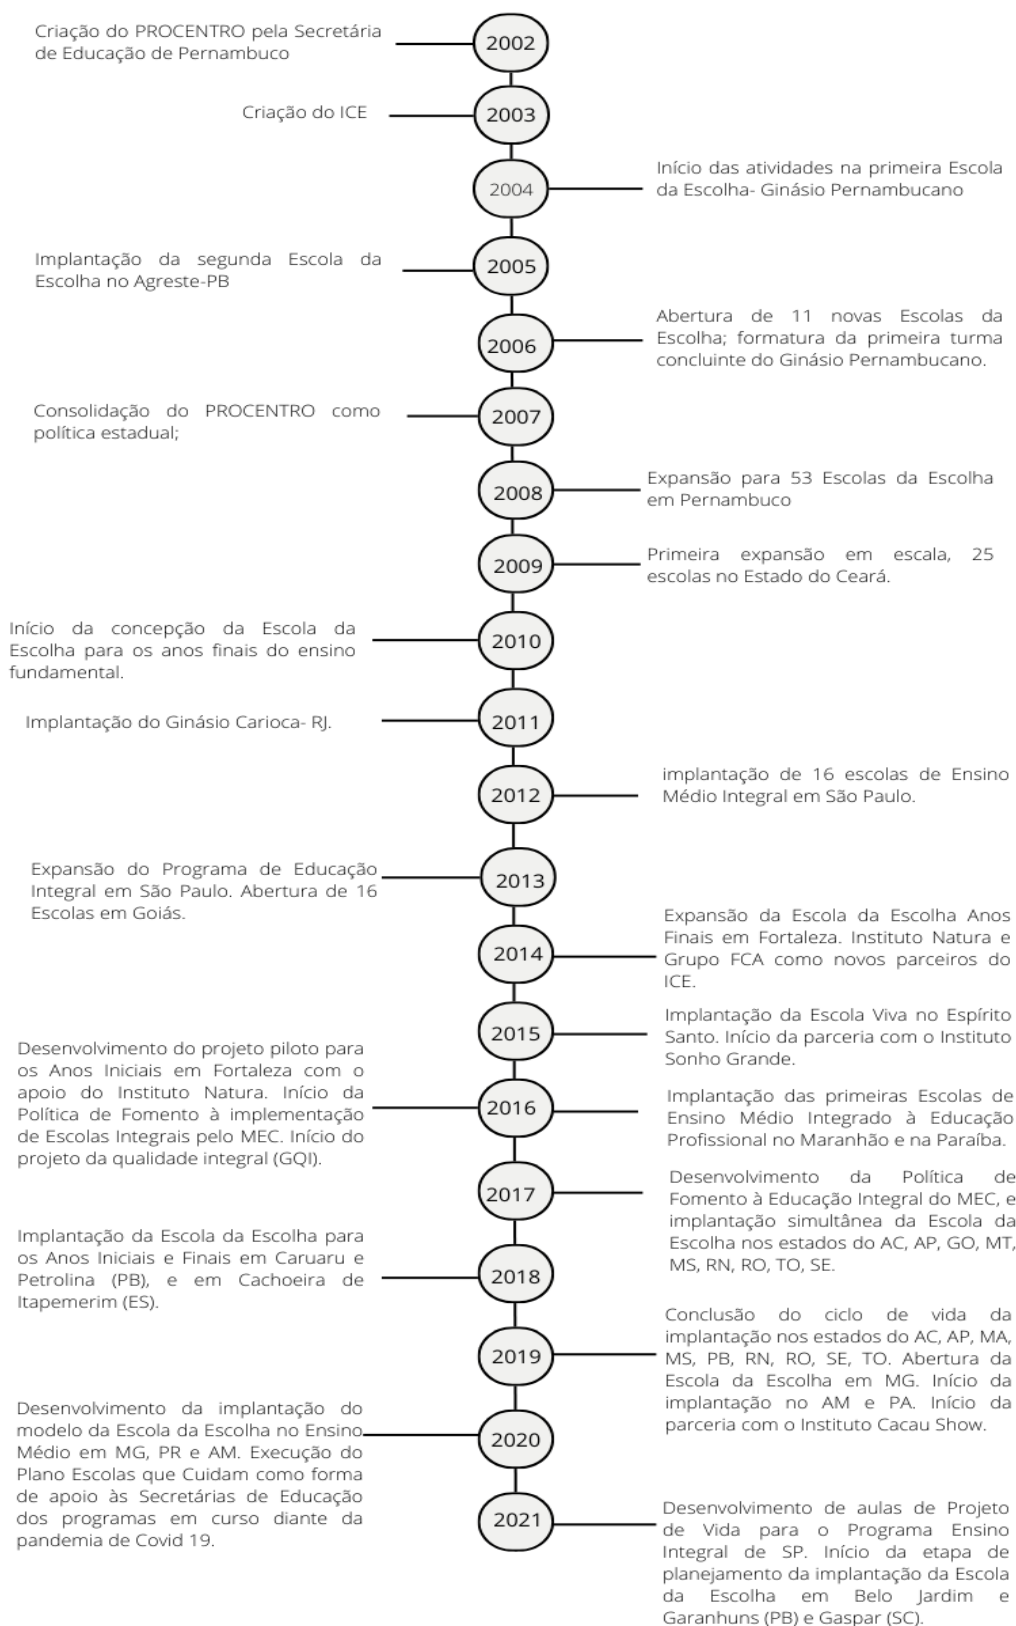 Criação do PROCENTRO pela Secretária
de Educação de Pernambuco
2002
Criação do ICE
2003
2004
Início das atividades na primeira Escola
da Escolha- Ginásio Pernambucano
Implantação da segunda Escola da
Escolha no Agreste-PB
2005
2006
Abertura de 11 novas Escolas da
Escolha; formatura da primeira turma
concluinte do Ginásio Pernambucano.
Consolidação do PROCENTRO como
política estadual;
2007
2008
Expansão para 53 Escolas da Escolha
em Pernambuco
2009
Primeira expansão em escala, 25
escolas no Estado do Ceará.
Início da concepção da Escola da
Escolha para os anos finais do ensino
fundamental.
2010
Implantação do Ginásio Carioca- RJ.
2011
2012
implantação de 16 escolas de Ensino
Médio Integral em São Paulo.
Expansão do Programa de Educação
Integral em São Paulo. Abertura de 16
Escolas em Goiás.
2013
2014
Expansão da Escola da Escolha Anos
Finais em Fortaleza. Instituto Natura e
Grupo FCA como novos parceiros do
ICE.
2015
Implantação da Escola Viva no Espírito
Santo. Início da parceria com o Instituto
Sonho Grande.
Desenvolvimento do projeto piloto para
os Anos Iniciais em Fortaleza com o
apoio do Instituto Natura. Início da
Política de Fomento à implementação
de Escolas Integrais pelo MEC. Início do
projeto da qualidade integral (GQI).
2016
Implantação das primeiras Escolas de
Ensino Médio Integrado à Educação
Profissional no Maranhão e na Paraíba.
2017
Desenvolvimento da Política de
Fomento à Educação Integral do MEC, e
implantação simultânea da Escola da
Escolha nos estados do AC, AP, GO, MT,
MS, RN, RO, TO, SE.
Implantação da Escola da Escolha para
os Anos Iniciais e Finais em Caruaru e
Petrolina (PB), e em Cachoeira de
Itapemerim (ES).
2018
2019
Conclusão do ciclo de vida da
implantação nos estados do AC, AP, MA,
MS, PB, RN, RO, SE, TO. Abertura da
Escola da Escolha em MG. Início da
implantação no AM e PA. Início da
parceria com o Instituto Cacau Show.
Desenvolvimento da implantação do
modelo da Escola da Escolha no Ensino
Médio em MG, PR e AM. Execução do
Plano Escolas que Cuidam como forma
de apoio às Secretárias de Educação
dos programas em curso diante da
pandemia de Covid 19.
2020
2021
Desenvolvimento de aulas de Projeto
de Vida para o Programa Ensino
Integral de SP. Início da etapa de
planejamento da implantação da Escola
da Escolha em Belo Jardim e
Garanhuns (PB) e Gaspar (SC).